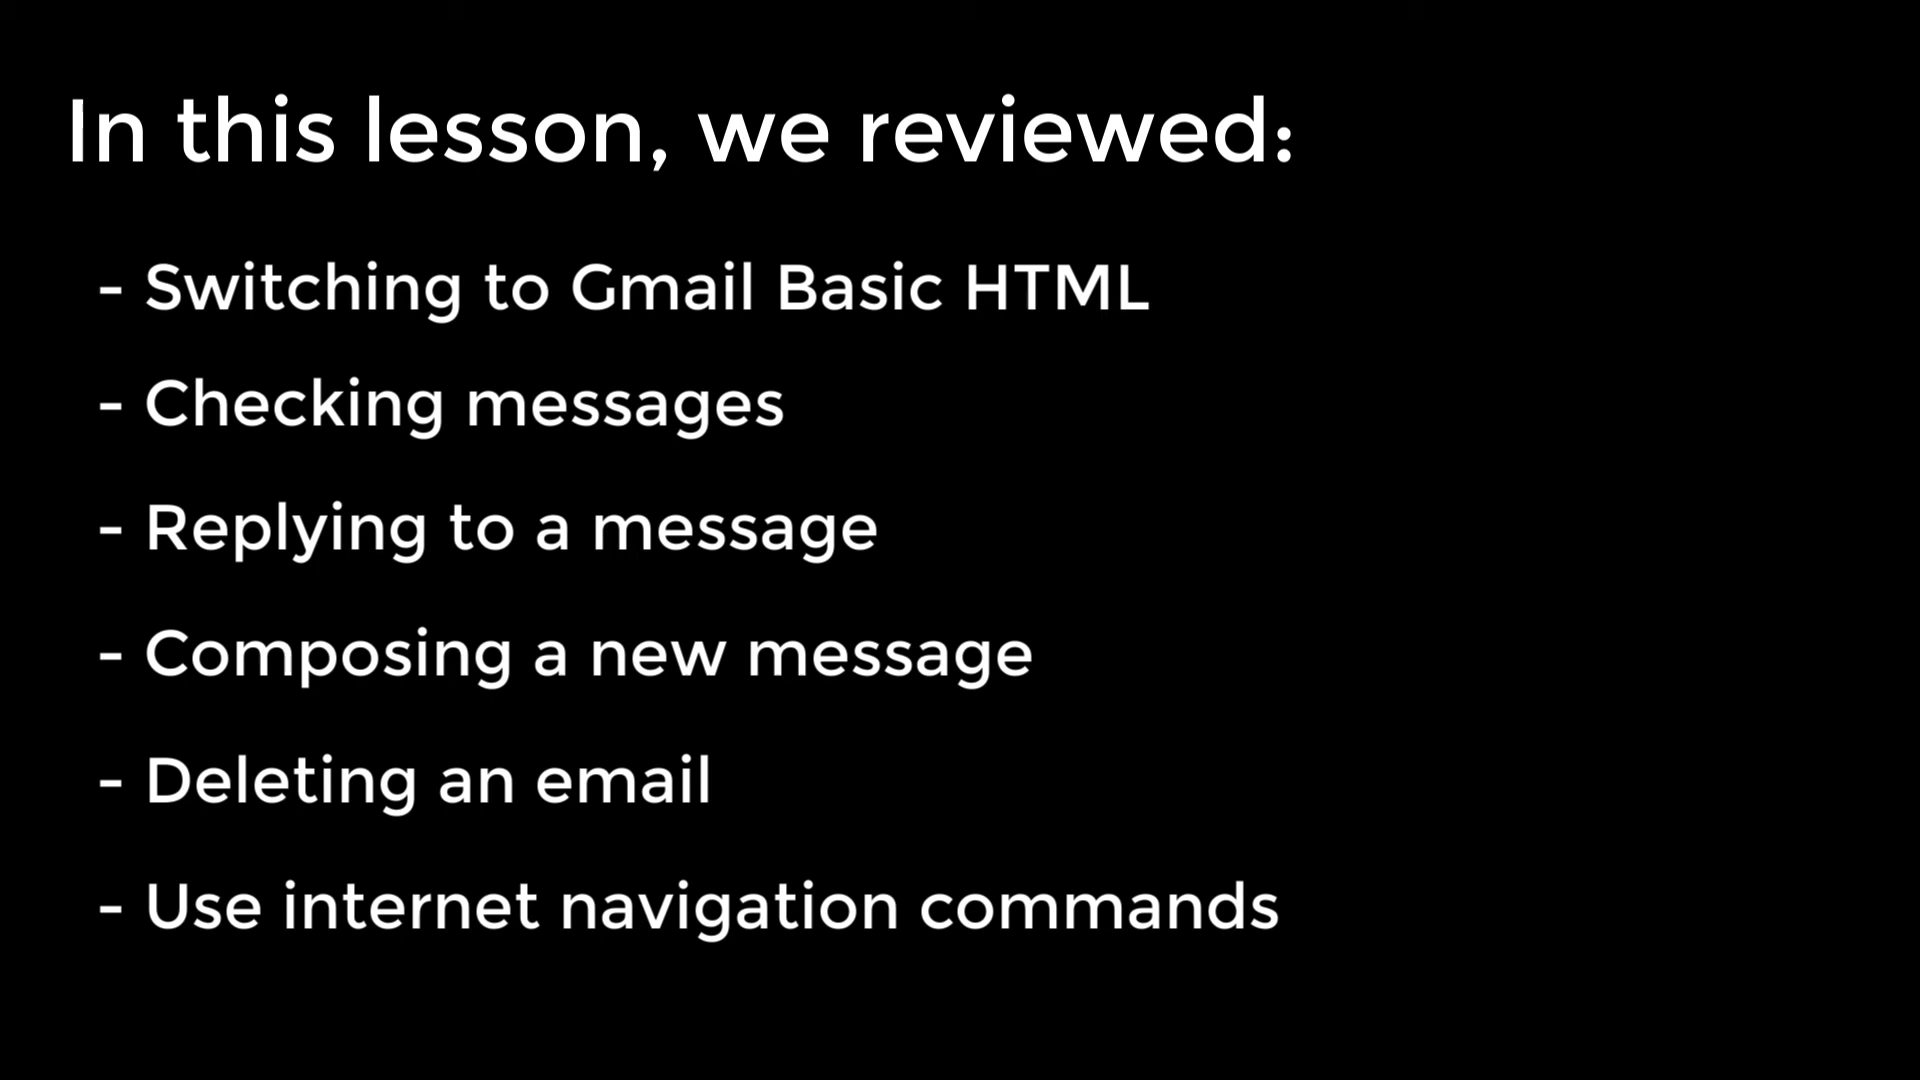 In this lesson, we reviewed:
- Switching to Gmail Basic HTML
- Checking messages
- Replying to a message
- Composing a new message
- Deleting an email
- Use internet navigation commands